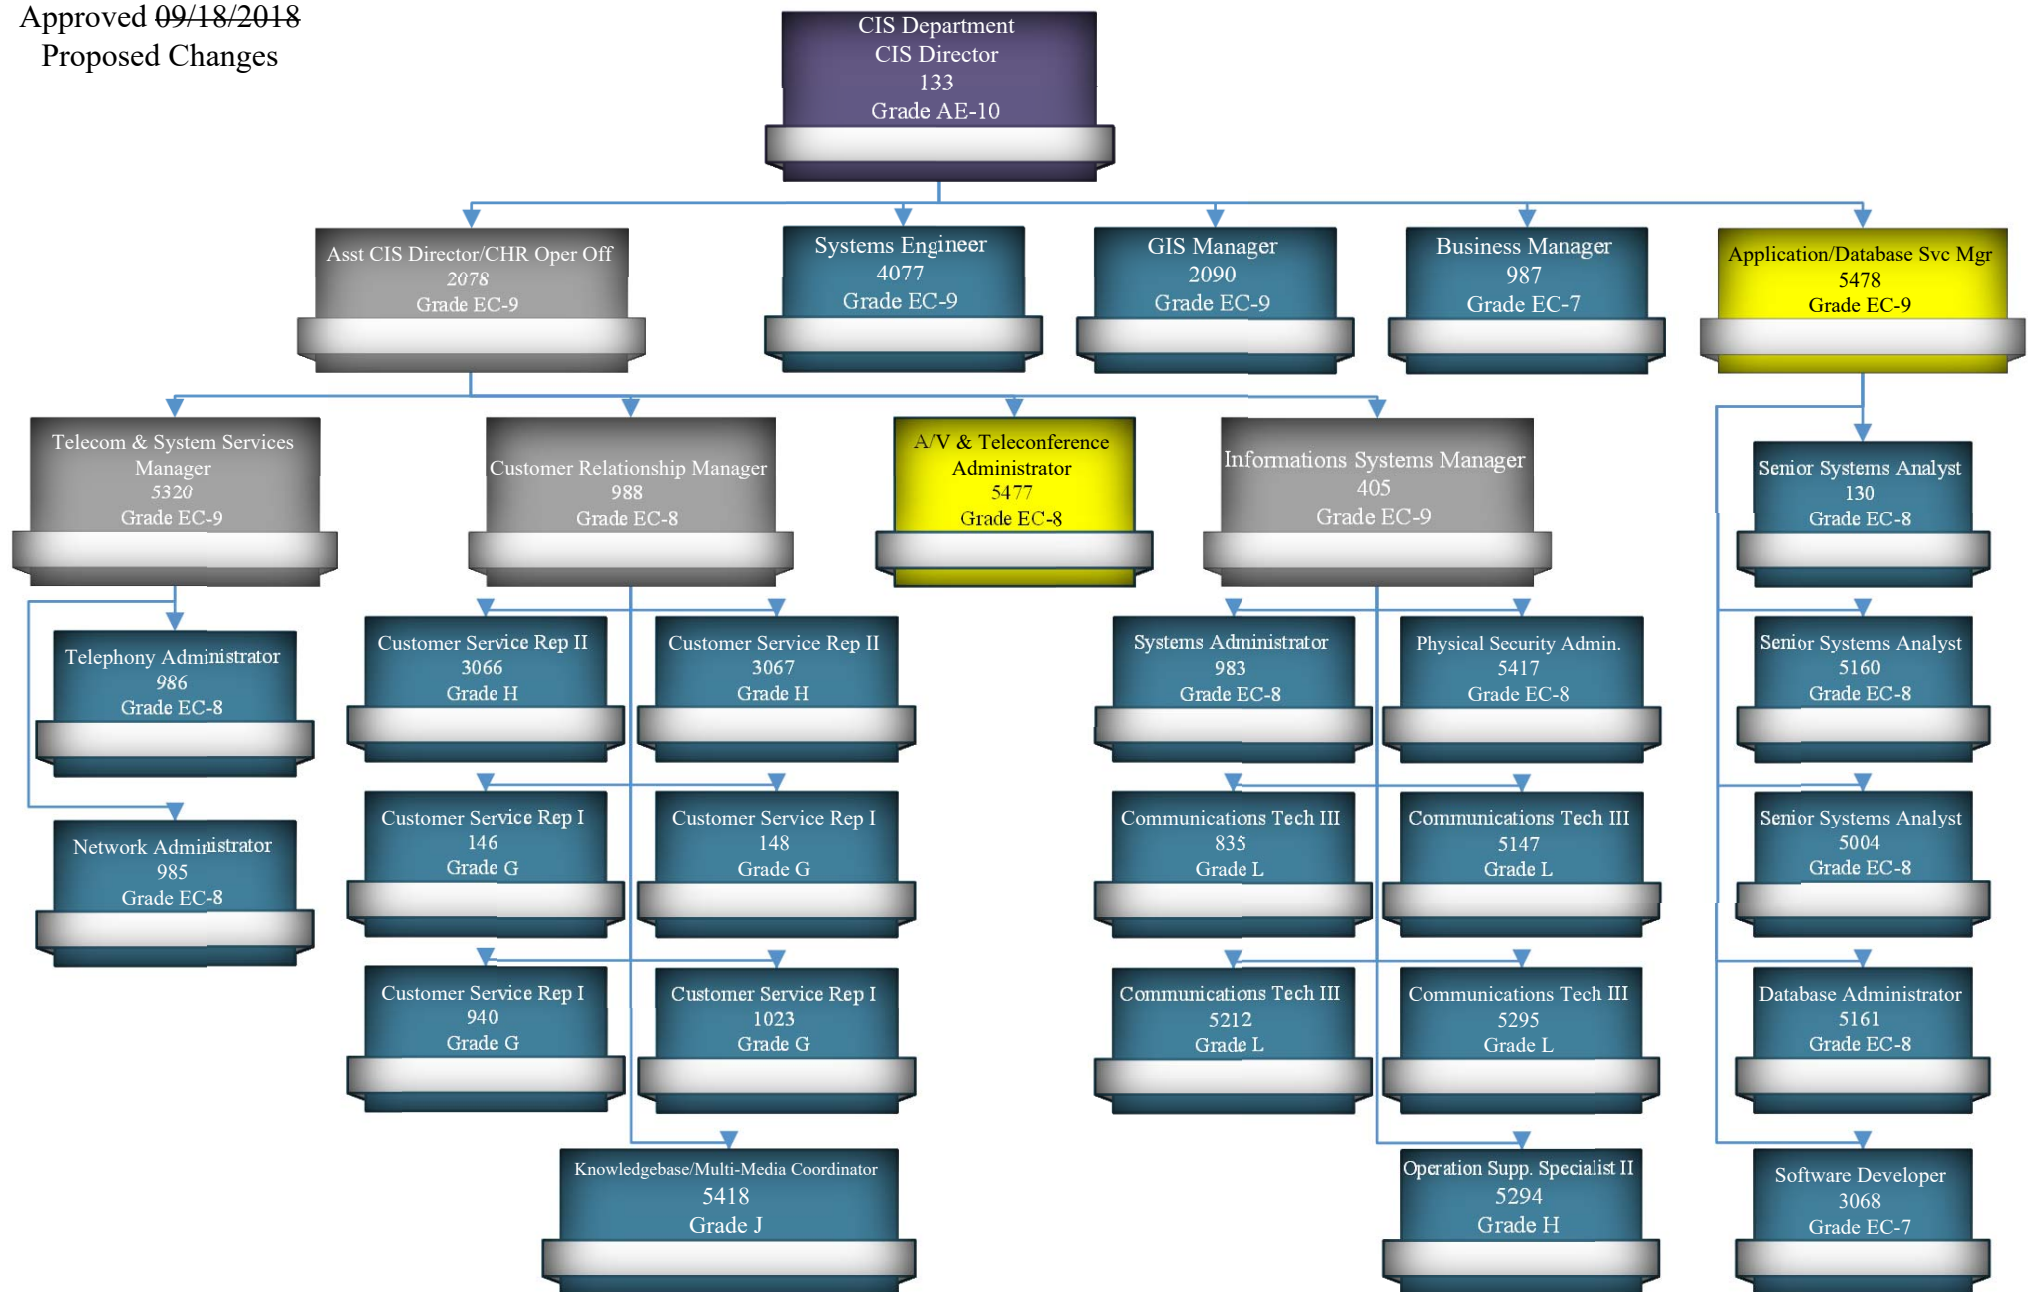 Approved 09/18/2018
Proposed Changes
CIS Department
CIS Director
133
Grade AE-10
Asst CIS Director/CHR Oper Off
2078
Grade EC-9
Systems Engineer
4077
Grade EC-9
GIS Manager
2090
Grade EC-9
Business Manager
987
Grade EC-7
Application/Database Svc Mgr
5478
Grade EC-9
Telecom & System Services
Manager
5320
Grade EC-9
Customer Relationship Manager
988
Grade EC-8
A/V & Teleconference
Administrator
5477
Grade EC-8
Informations Systems Manager
405
Grade EC-9
Senior Systems Analyst
130
Grade EC-8
Telephony Administrator
986
Grade EC-8
Customer Service Rep II
3066
Grade H
Customer Service Rep II
3067
Grade H
Systems Administrator
983
Grade EC-8
Physical Security Admin.
5417
Grade EC-8
Senior Systems Analyst
5160
Grade EC-8
Network Administrator
985
Grade EC-8
Customer Service Rep I
146
Grade G
Customer Service Rep I
148
Grade G
Communications Tech III
835
Grade L
Communications Tech III
5147
Grade L
Senior Systems Analyst
5004
Grade EC-8
Customer Service Rep I
940
Grade G
Customer Service Rep I
1023
Grade G
Communications Tech III
5212
Grade L
Communications Tech III
5295
Grade L
Database Administrator
5161
Grade EC-8
Knowledgebase/Multi-Media Coordinator
5418
Grade J
Operation Supp. Specialist II
5294
Grade H
Software Developer
3068
Grade EC-7